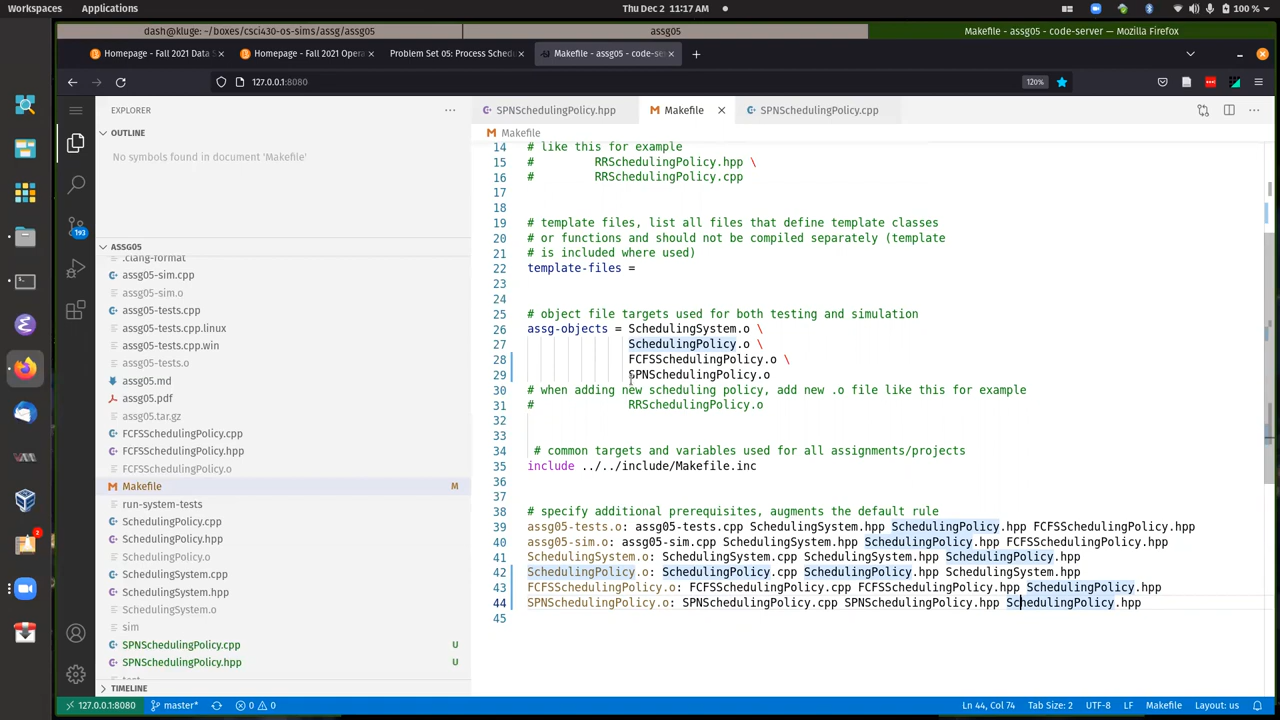 Workspaces Applications Thu Dec 2 11:17 AM 100 %
dash@kluge: ~/boxes/csci430-os-sims/assg/assg05 assg05 Makefile - assg05 - code-server — Mozilla Firefox
Homepage - Fall 2021 Data S Homepage - Fall 2021 Opera Problem Set 05: Process Sched Makefile - assg05 - code-se
127.0.0.1:8080 120%
EXPLORER
OUTLINE
No symbols found in document 'Makefile'
193
ASSG05
.clang-format
assg05-sim.cpp
assg05-sim.o
assg05-tests.cpp
assg05-tests.cpp.linux
assg05-tests.cpp.win
assg05-tests.o
assg05.md
assg05.pdf
assg05.tar.gz
FCFSSchedulingPolicy.cpp
FCFSSchedulingPolicy.hpp
FCFSSchedulingPolicy.o
Makefile M
run-system-tests
SchedulingPolicy.cpp
SchedulingPolicy.hpp
SchedulingPolicy.o
SchedulingSystem.cpp
SchedulingSystem.hpp
SchedulingSystem.o
sim
SPNSchedulingPolicy.cpp U
SPNSchedulingPolicy.hpp U
TIMELINE
SPNSchedulingPolicy.hpp Makefile SPNSchedulingPolicy.cpp
Makefile
14 # like this for example
15 # RRSchedulingPolicy.hpp \
16 # RRSchedulingPolicy.cpp
17
18
19 # template files, list all files that define template classes
20 # or functions and should not be compiled separately (template
21 # is included where used)
22 template-files =
23
24
25 # object file targets used for both testing and simulation
26 assg-objects = SchedulingSystem.o \
27 SchedulingPolicy.o \
28 FCFSSchedulingPolicy.o \
29 SPNSchedulingPolicy.o
30 # when adding new scheduling policy, add new .o file like this for example
31 # RRSchedulingPolicy.o
32
33
34 # common targets and variables used for all assignments/projects
35 include ../../include/Makefile.inc
36
37
38 # specify additional prerequisites, augments the default rule
39 assg05-tests.o: assg05-tests.cpp SchedulingSystem.hpp SchedulingPolicy.hpp FCFSSchedulingPolicy.hpp
40 assg05-sim.o: assg05-sim.cpp SchedulingSystem.hpp SchedulingPolicy.hpp FCFSSchedulingPolicy.hpp
41 SchedulingSystem.o: SchedulingSystem.cpp SchedulingSystem.hpp SchedulingPolicy.hpp
42 SchedulingPolicy.o: SchedulingPolicy.cpp SchedulingPolicy.hpp SchedulingSystem.hpp
43 FCFSSchedulingPolicy.o: FCFSSchedulingPolicy.cpp FCFSSchedulingPolicy.hpp SchedulingPolicy.hpp
44 SPNSchedulingPolicy.o: SPNSchedulingPolicy.cpp SPNSchedulingPolicy.hpp SchedulingPolicy.hpp
45
127.0.0.1:8080 master* 0 0 Ln 44, Col 74 Tab Size: 2 UTF-8 LF Makefile Layout: us